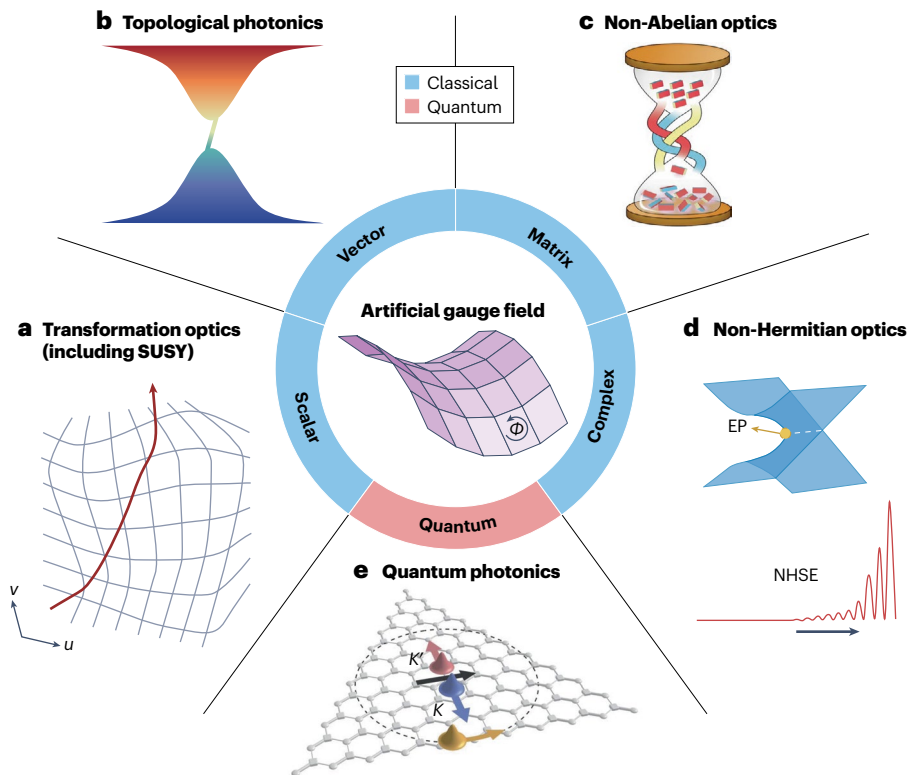 b Topological photonics
c Non-Abelian optics
Classical
Quantum
Vector
Matrix
Artificial gauge field
Φ
a Transformation optics
(including SUSY)
v
u
Scalar
Complex
Quantum
d Non-Hermitian optics
EP
NHSE
e Quantum photonics
K′
K